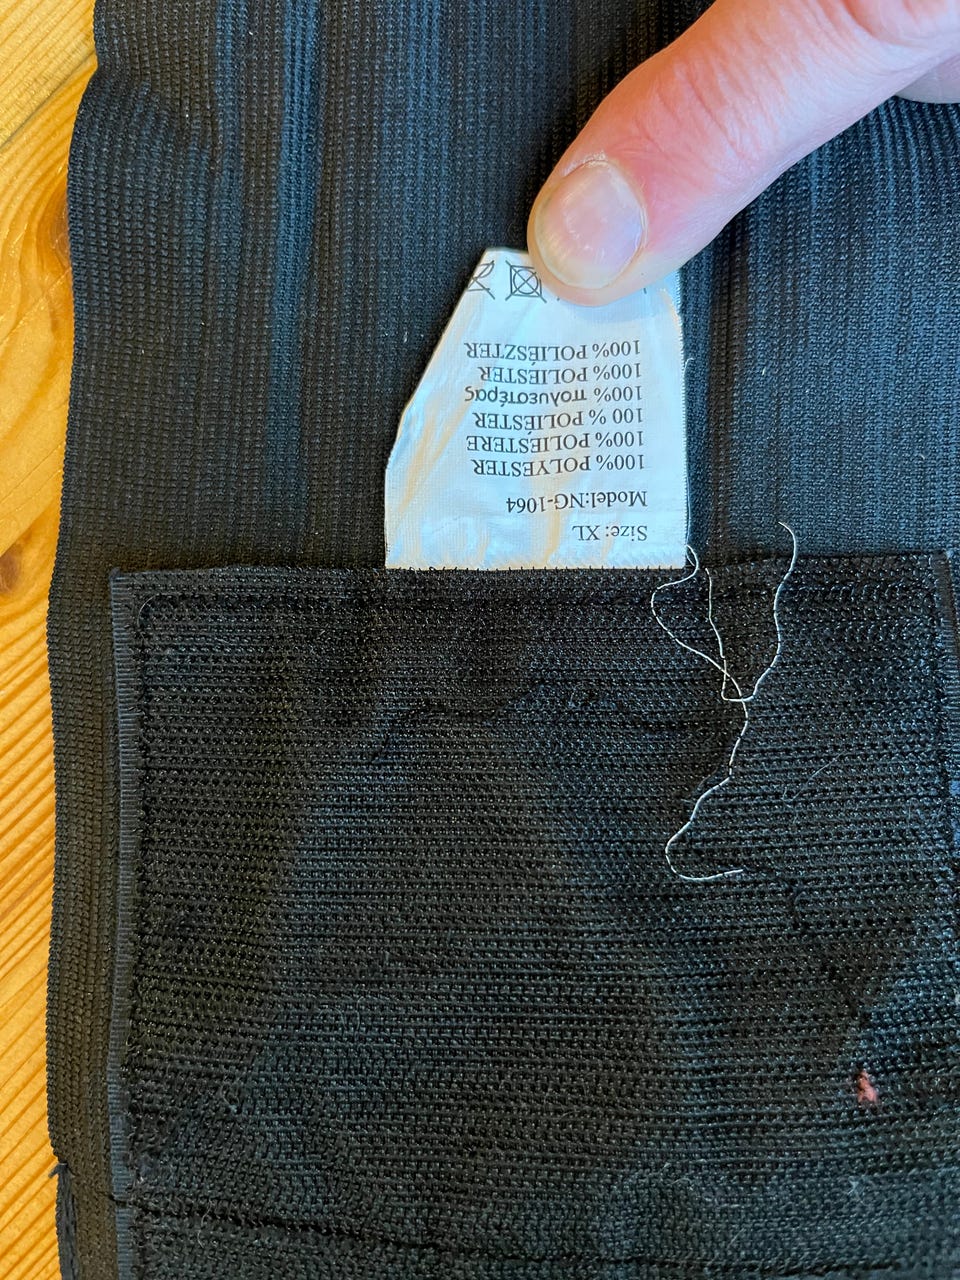 Size: XL
Model:NG-1064
100% POLYESTER
100% POLIESTERE
100 % POLIÉSTER
100% πολυεστέρας
100% POLIESTER
100% POLIÉSZTER